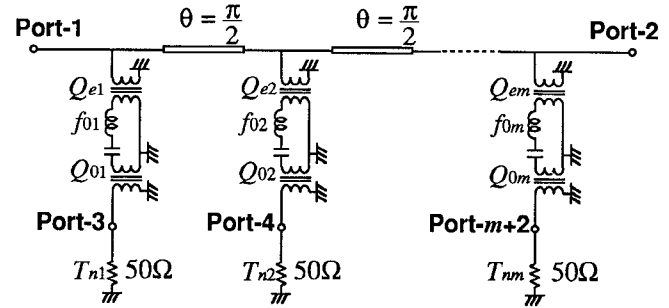 Port-1 θ = π/2 θ = π/2 Port-2
Qe1 Qe2 Qem
f01 f02 f0m
Q01 Q02 Q0m
Port-3 Port-4 Port-m+2
Tn1 50Ω Tn2 50Ω Tnm 50Ω